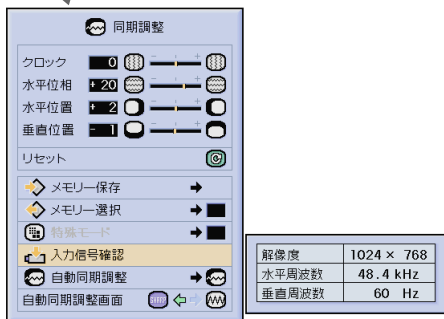 同期調整
クロック 0
水平位相 +20
水平位置 +2
垂直位置 -1
リセット
メモリー保存
メモリー選択
特殊モード
入力信号確認
自動同期調整
自動同期調整画面
解像度 1024 × 768
水平周波数 48.4 kHz
垂直周波数 60 Hz